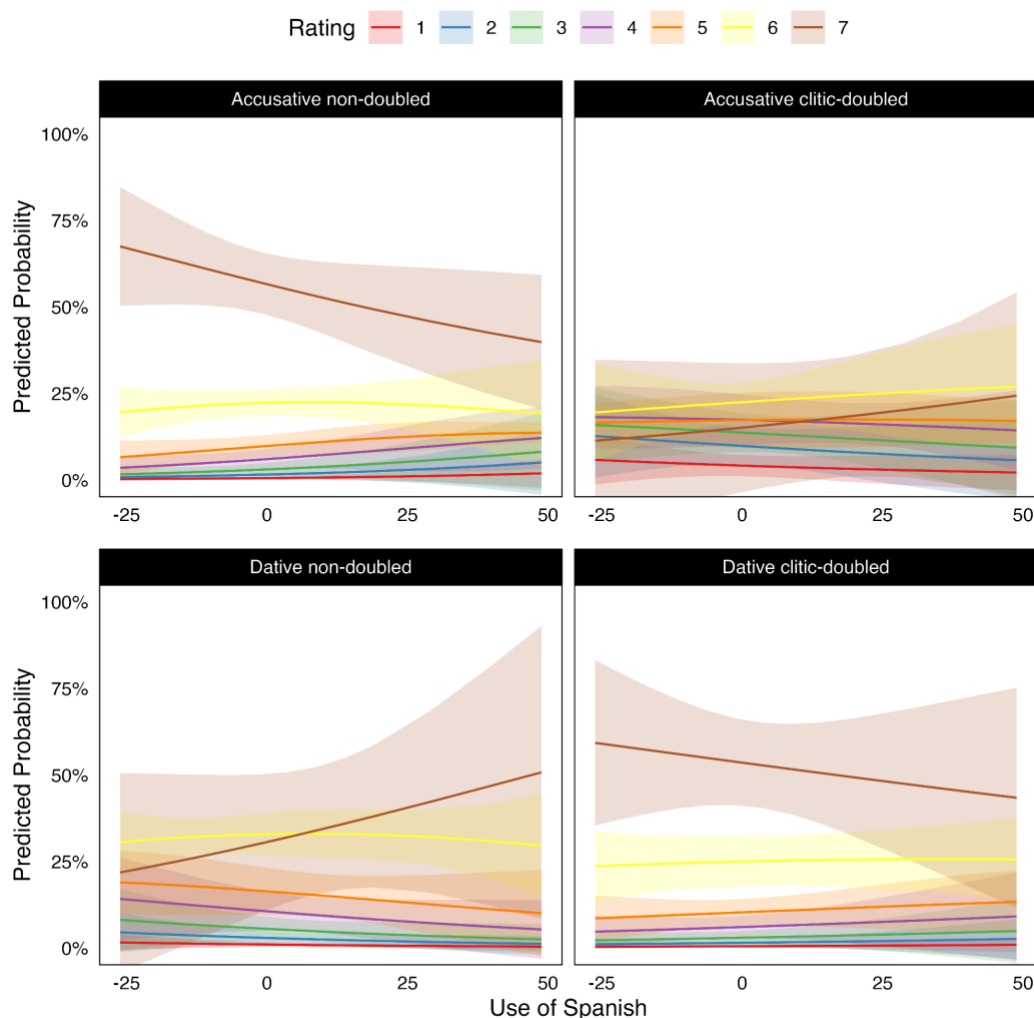 Rating 1 2 3 4 5 6 7
Accusative non-doubled Accusative clitic-doubled
100%
75%
50%
25%
0%
-25 0 25 50 -25 0 25 50
Predicted Probability
Dative non-doubled Dative clitic-doubled
100%
75%
50%
25%
0%
-25 0 25 50 -25 0 25 50
Predicted Probability
Use of Spanish